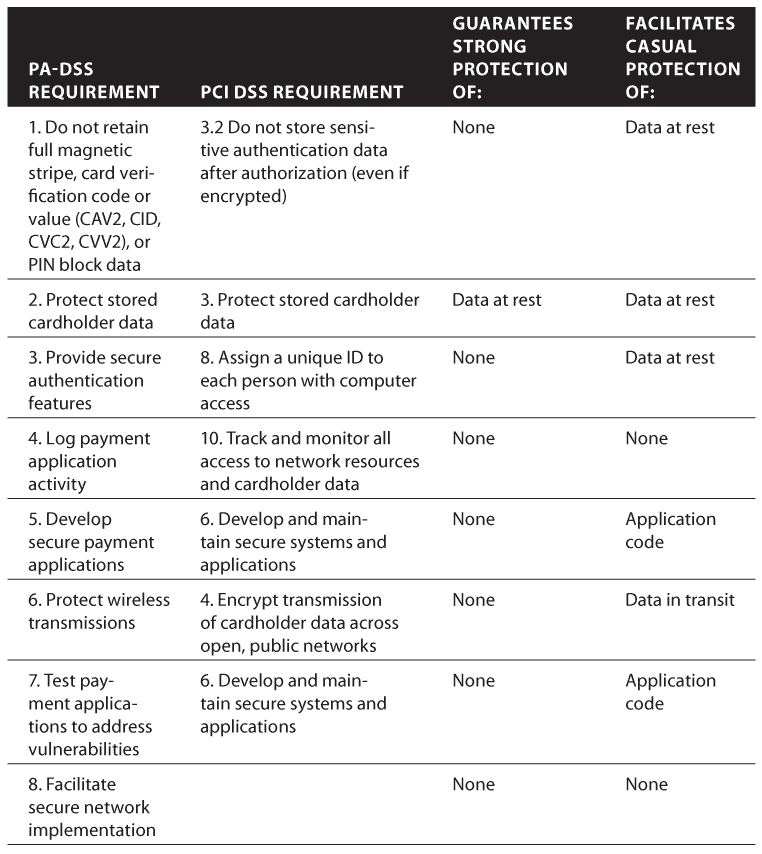 PA-DSS
REQUIREMENT
PCI DSS REQUIREMENT
GUARANTEES
STRONG
PROTECTION
OF:
FACILITATES
CASUAL
PROTECTION
OF:
1. Do not retain
full magnetic
stripe, card veri-
fication code or
value (CAV2, CID,
CVC2, CVV2), or
PIN block data
3.2 Do not store sensi-
tive authentication data
after authorization (even if
encrypted)
None
Data at rest
2. Protect stored
cardholder data
3. Protect stored cardholder
data
Data at rest
Data at rest
3. Provide secure
authentication
features
8. Assign a unique ID to
each person with computer
access
None
Data at rest
4. Log payment
application
activity
10. Track and monitor all
access to network resources
and cardholder data
None
None
5. Develop
secure payment
applications
6. Develop and main-
tain secure systems and
applications
None
Application
code
6. Protect wireless
transmissions
4. Encrypt transmission
of cardholder data across
open, public networks
None
Data in transit
7. Test pay-
ment applica-
tions to address
vulnerabilities
6. Develop and main-
tain secure systems and
applications
None
Application
code
8. Facilitate
secure network
implementation
None
None